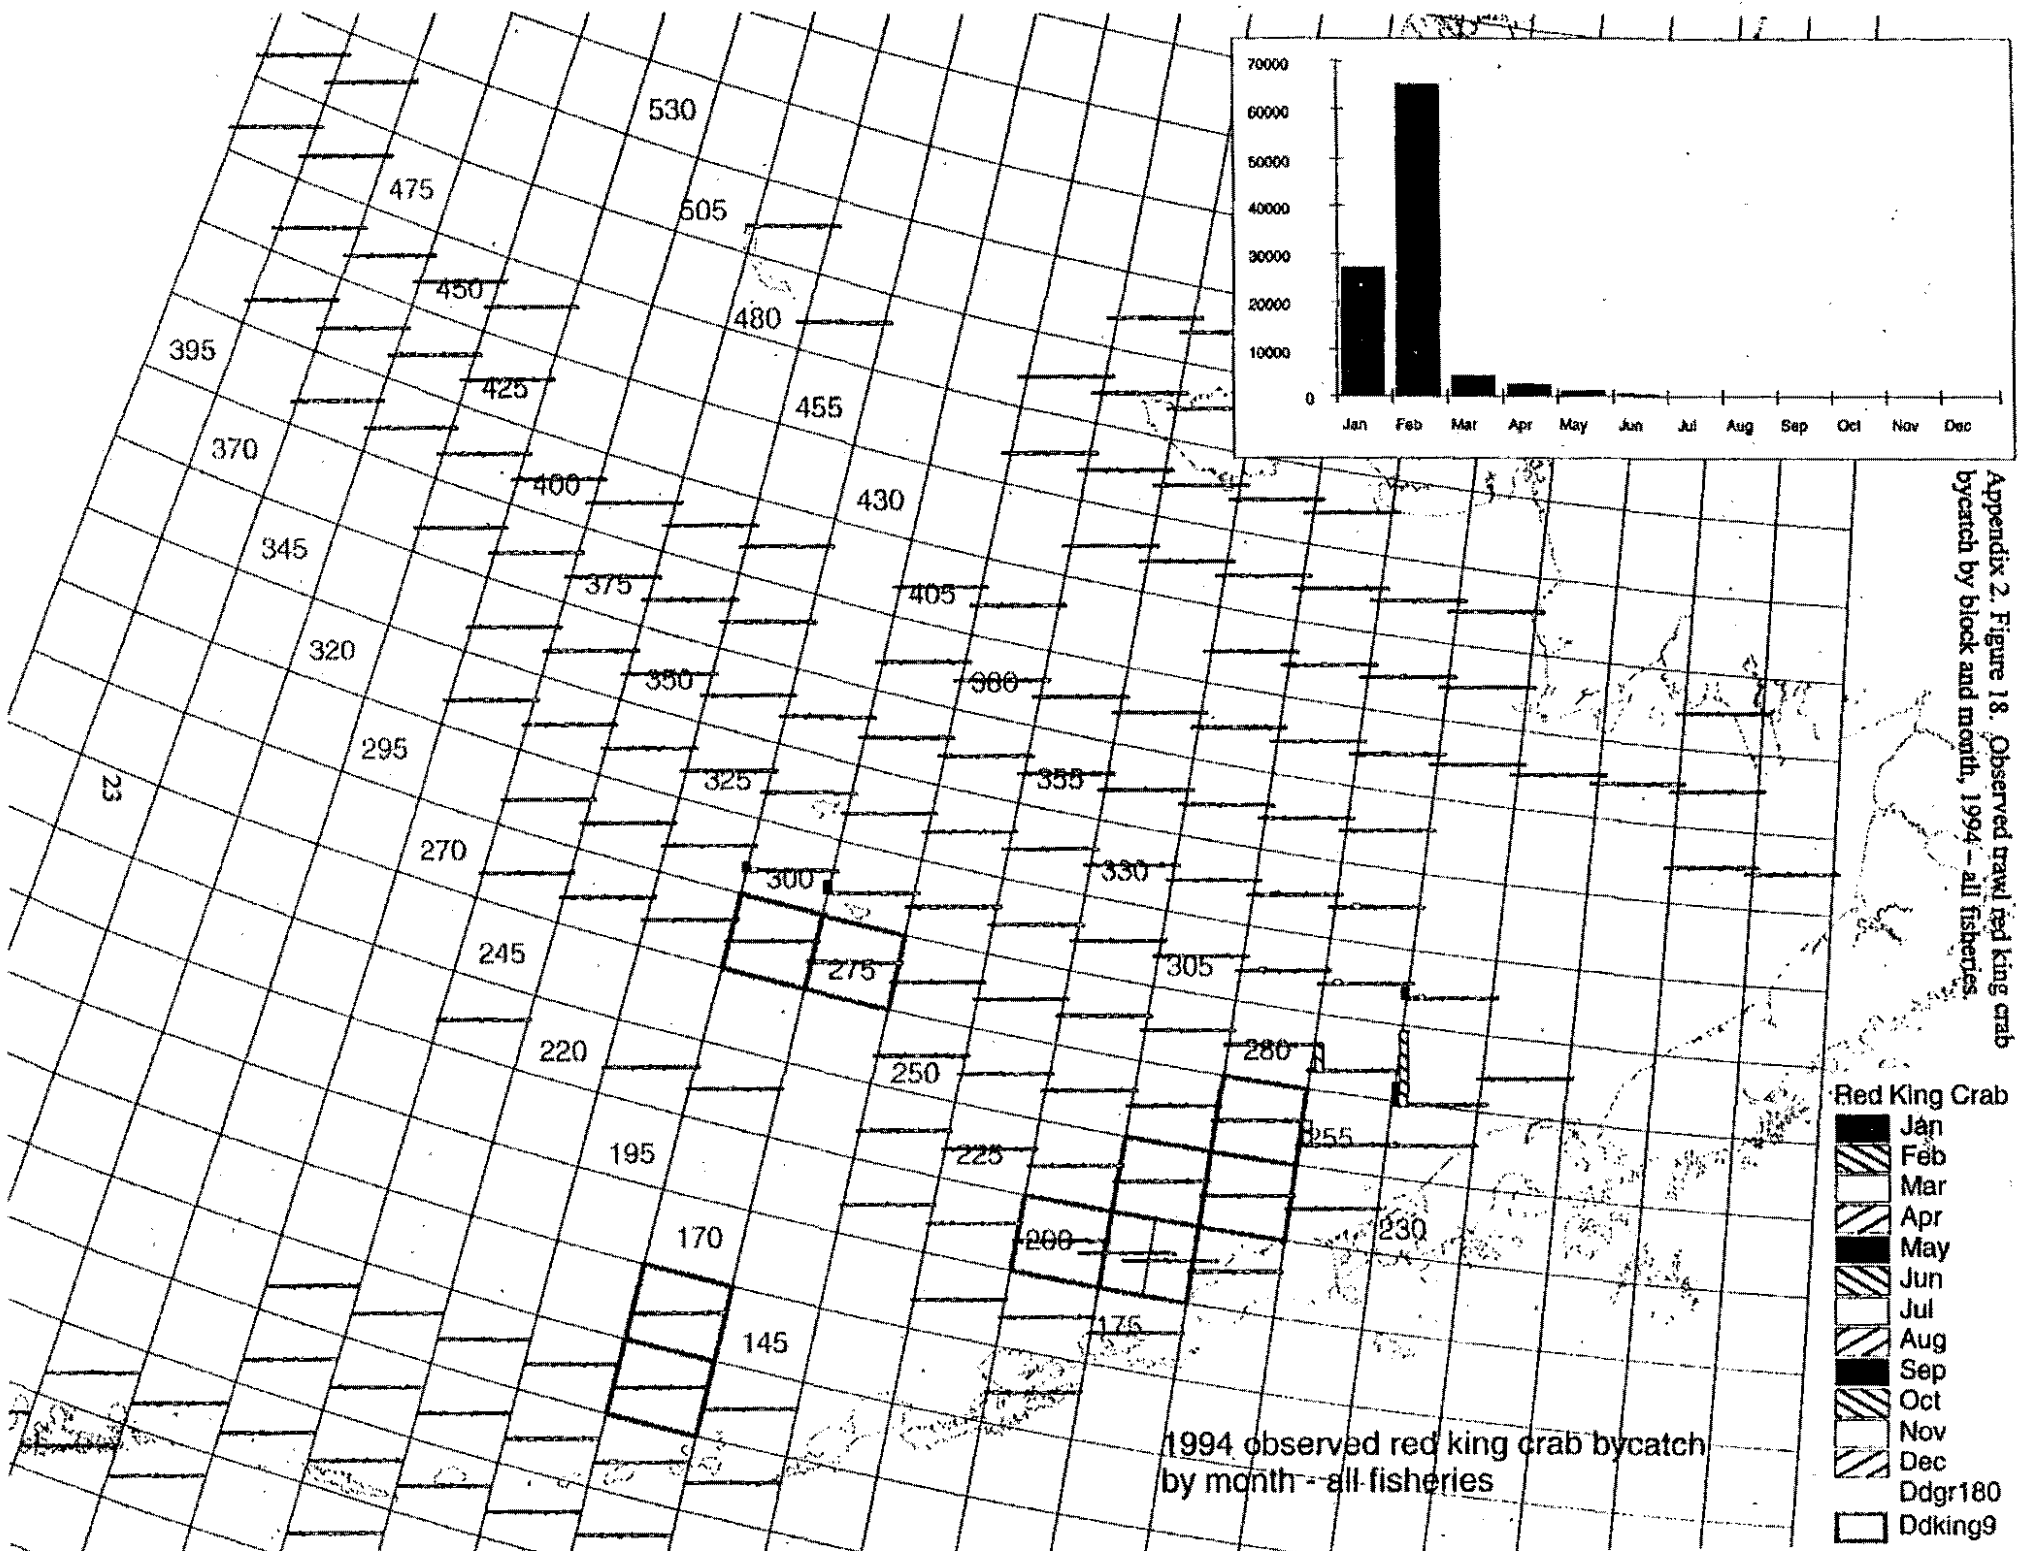 530
475
505
450
480
395
425
455
370
400
430
345
375
405
320
350
380
295
325
355
23
270
300
330
245
275
305
220
250
280
195
225
255
170
200
230
145
175
70000
60000
50000
40000
30000
20000
10000
0
Jan Feb Mar Apr May Jun Jul Aug Sep Oct Nov Dec
Appendix 2. Figure 18. Observed trawl red king crab
bycatch by block and month, 1994 – all fisheries.
Red King Crab
Jan
Feb
Mar
Apr
May
Jun
Jul
Aug
Sep
Oct
Nov
Dec
Ddgr180
Ddking9
1994 observed red king crab bycatch
by month - all fisheries